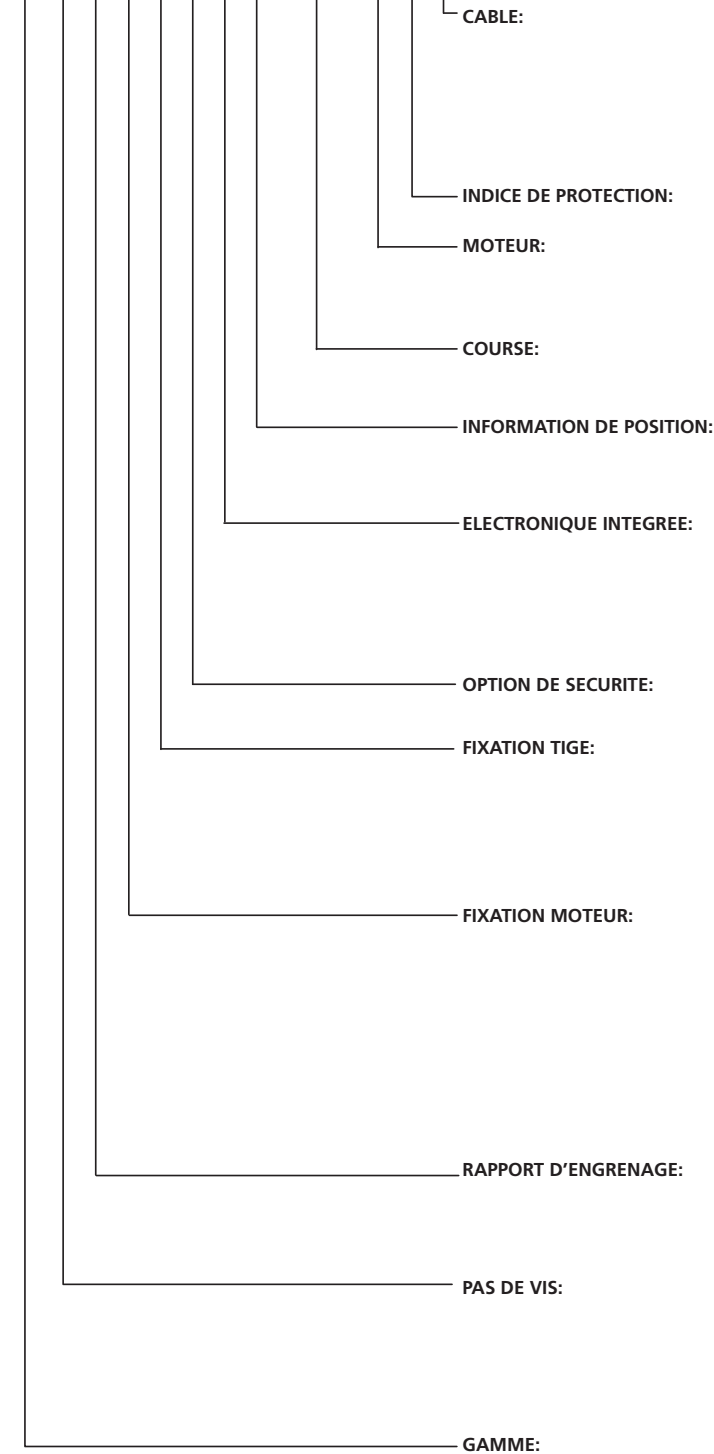 CABLE:
INDICE DE PROTECTION:
MOTEUR:
COURSE:
INFORMATION DE POSITION:
ELECTRONIQUE INTEGREE:
OPTION DE SECURITE:
FIXATION TIGE:
FIXATION MOTEUR:
RAPPORT D’ENGRENAGE:
PAS DE VIS:
GAMME: